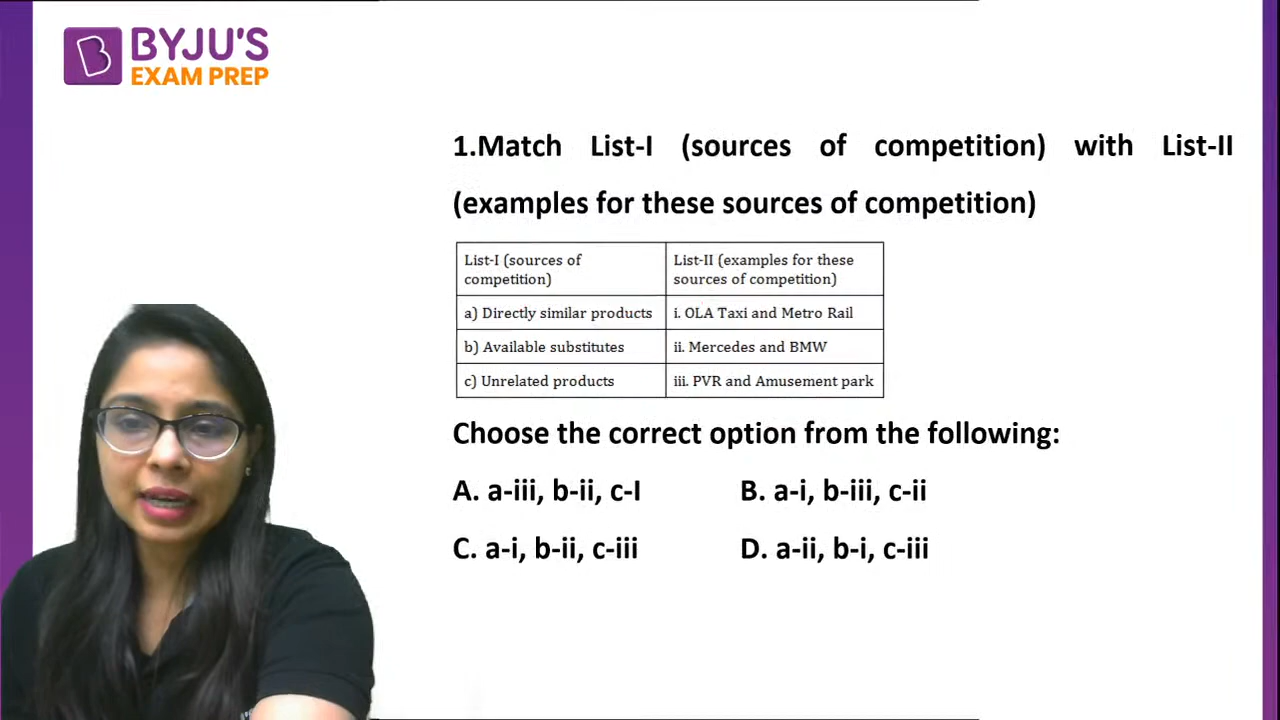 BYJU'S
EXAM PREP
1.Match List-I (sources of competition) with List-II
(examples for these sources of competition)
List-I (sources of
competition)
List-II (examples for these
sources of competition)
a) Directly similar products
i. OLA Taxi and Metro Rail
b) Available substitutes
ii. Mercedes and BMW
c) Unrelated products
iii. PVR and Amusement park
Choose the correct option from the following:
A. a-iii, b-ii, c-I
B. a-i, b-iii, c-ii
C. a-i, b-ii, c-iii
D. a-ii, b-i, c-iii